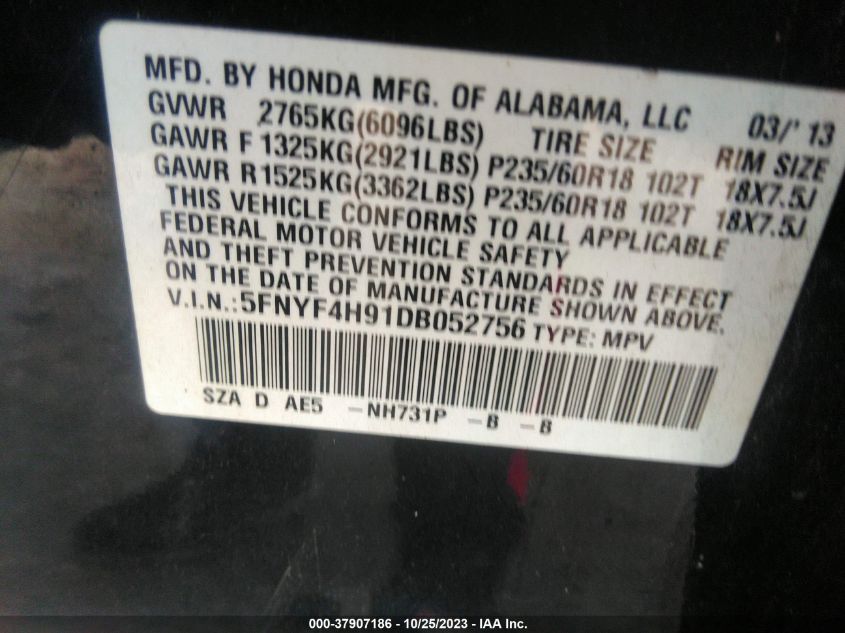 MFD. BY HONDA MFG. OF ALABAMA, LLC 03/'13
GVWR 2765KG(6096LBS) TIRE SIZE RIM SIZE
GAWR F 1325KG(2921LBS) P235/60R18 102T 18X7.5J
GAWR R1525KG(3362LBS) P235/60R18 102T 18X7.5J
THIS VEHICLE CONFORMS TO ALL APPLICABLE
FEDERAL MOTOR VEHICLE SAFETY
AND THEFT PREVENTION STANDARDS IN EFFECT
ON THE DATE OF MANUFACTURE SHOWN ABOVE.
V.I.N.:5FNYF4H91DB052756 TYPE: MPV
SZA D AE5 -NH731P -B -B
000-37907186 - 10/25/2023 - IAA Inc.